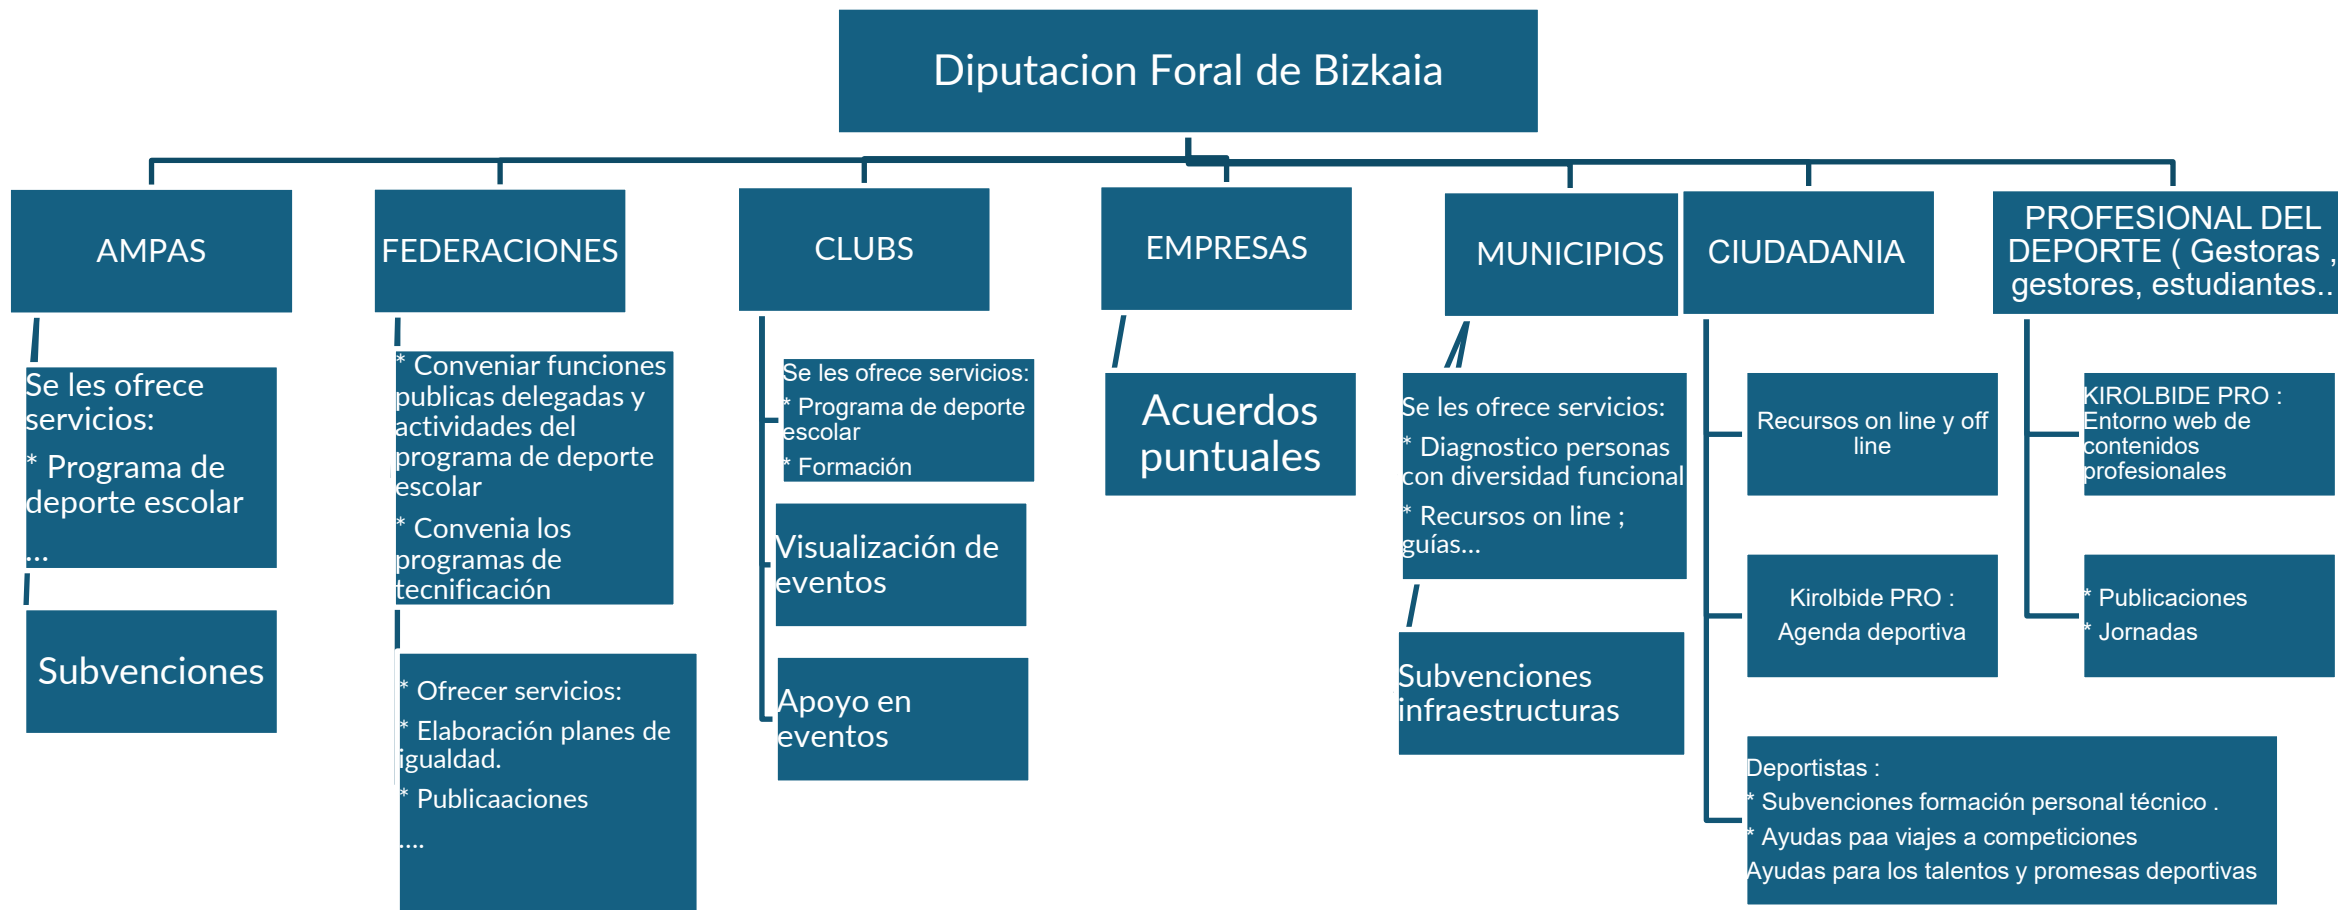 Diputacion Foral de Bizkaia
AMPAS
Se les ofrece
servicios:
* Programa de
deporte escolar
...
Subvenciones
FEDERACIONES
* Conveniar funciones
publicas delegadas y
actividades del
programa de deporte
escolar
* Convenia los
programas de
tecnificación
* Ofrecer servicios:
* Elaboración planes de
igualdad.
* Publicaaciones
....
CLUBS
Se les ofrece servicios:
* Programa de deporte
escolar
* Formación
Visualización de
eventos
Apoyo en
eventos
EMPRESAS
Acuerdos
puntuales
MUNICIPIOS
Se les ofrece servicios:
* Diagnostico personas
con diversidad funcional
* Recursos on line ;
guías...
Subvenciones
infraestructuras
CIUDADANIA
Recursos on line y off
line
Kirolbide PRO :
Agenda deportiva
Deportistas :
* Subvenciones formación personal técnico .
* Ayudas paa viajes a competiciones
Ayudas para los talentos y promesas deportivas
PROFESIONAL DEL
DEPORTE ( Gestoras ,
gestores, estudiantes..
KIROLBIDE PRO :
Entorno web de
contenidos
profesionales
* Publicaciones
* Jornadas